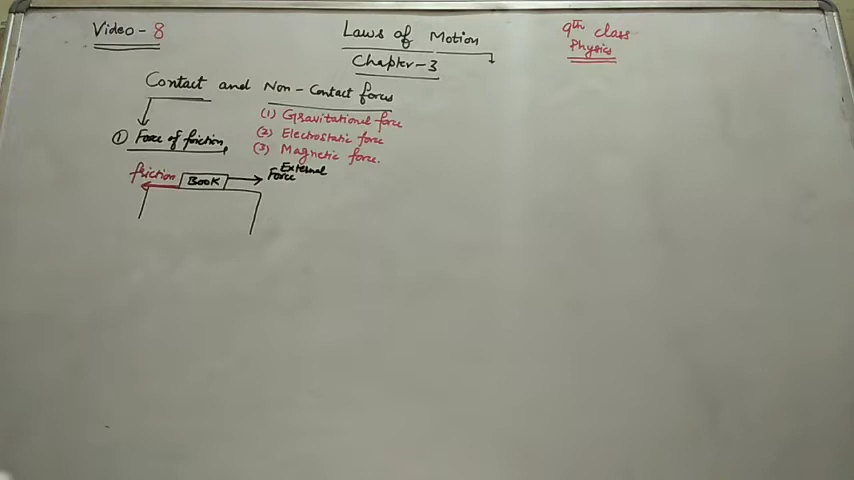 Video - 8
Laws of Motion
Chapter - 3
9th class
Physics
Contact and Non-Contact forces
(1) Gravitational force
(2) Electrostatic force
(3) Magnetic force.
① Force of friction
friction
BOOK
External
Force